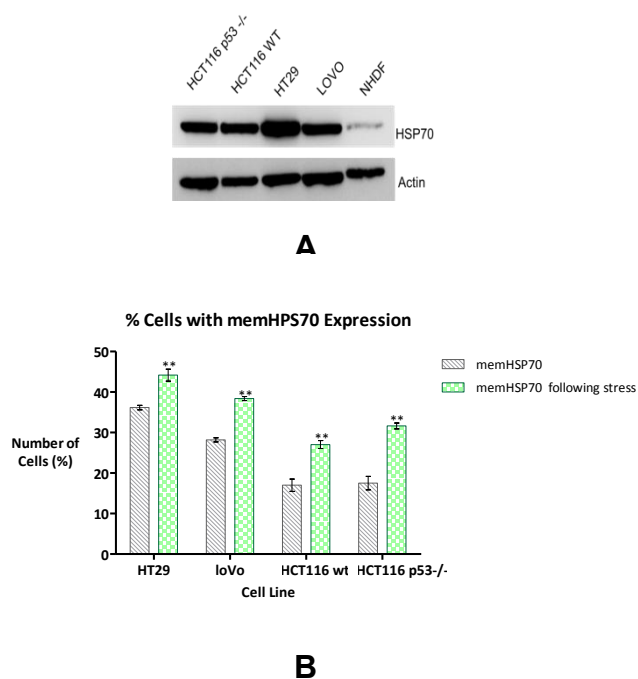 HCT116 p53 -/-
HCT116 WT
HT29
LOVO
NHDF
HSP70
Actin
A
% Cells with memHPS70 Expression
50
40
30
20
10
0
Number of
Cells (%)
**
**
**
**
memHSP70
memHSP70 following stress
HT29
loVo
HCT116 wt
HCT116 p53-/-
Cell Line
B